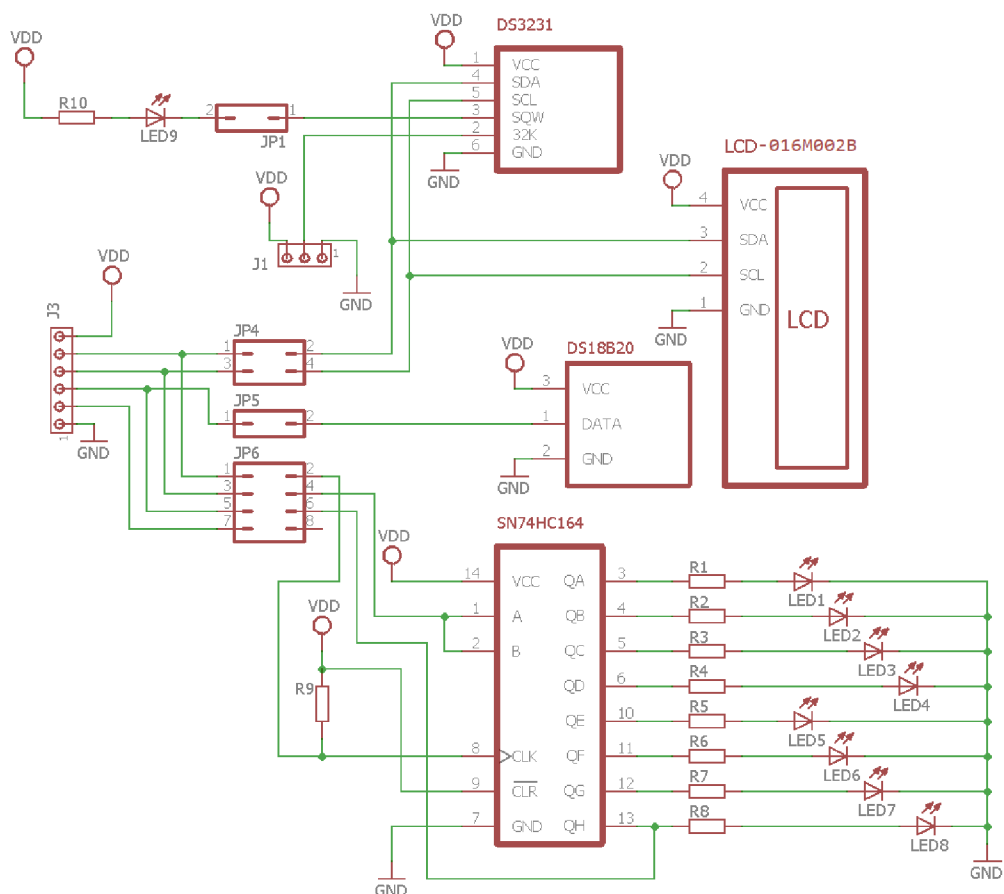 DS3231
VDD
VDD
1 VCC
4 SDA
5 SCL
3 SQW
2 32K
6 GND
GND
R10
LED9
2 1
JP1
LCD-016M002B
VDD
4 VCC
3 SDA
2 SCL
1 GND
GND
LCD
VDD
J1
1
GND
VDD
J3
1
GND
JP4
1 2
3 4
JP5
1 2
JP6
1 2
3 4
5 6
7 8
DS18B20
VDD
3 VCC
1 DATA
2 GND
GND
SN74HC164
VDD
14 VCC
1 A
2 B
8 CLK
9 CLR
7 GND
QA 3
QB 4
QC 5
QD 6
QE 10
QF 11
QG 12
QH 13
VDD
R9
GND
R1 LED1
R2 LED2
R3 LED3
R4 LED4
R5 LED5
R6 LED6
R7 LED7
R8 LED8
GND